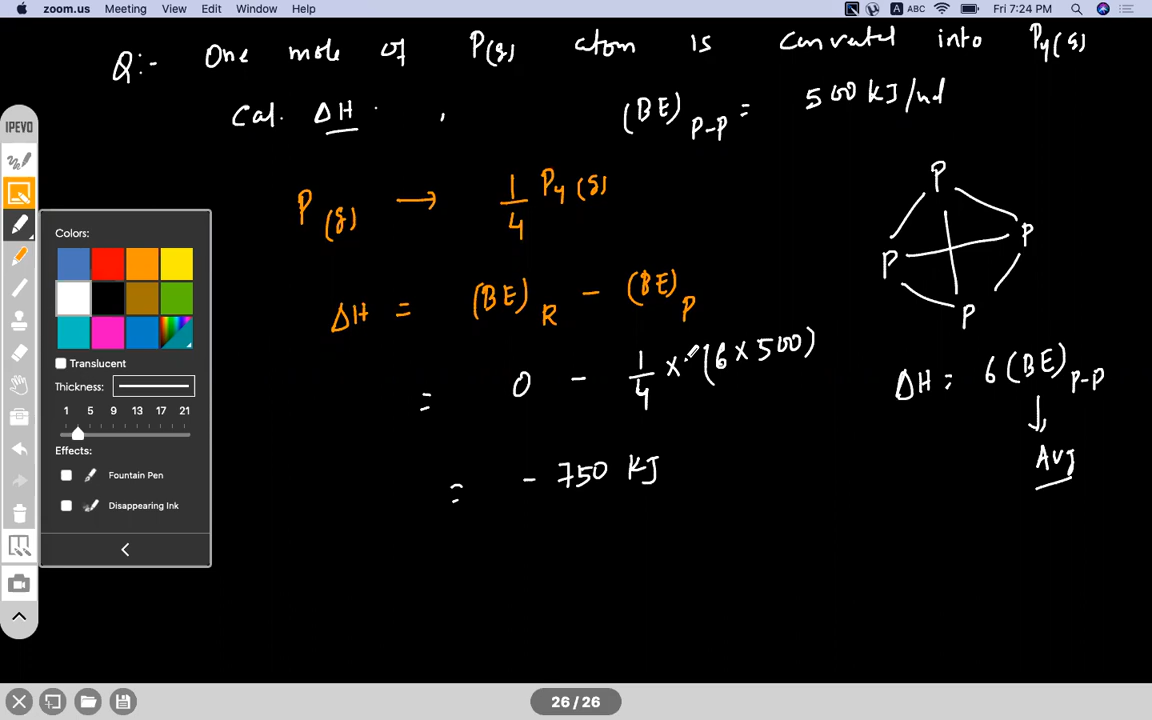 zoom.us Meeting View Edit Window Help A ABC Fri 7:24 PM
Q:- One mole of P(g) atom is converted into P4(g)
Cal. ΔH , (BE)P-P = 500 KJ/mol
IPEVO
P(g) → 1/4 P4(g)
P
P P
P
Colors:
ΔH = (BE)R - (BE)P
Translucent
= 0 - 1/4 × (6 × 500)
ΔH = 6(BE)P-P
Thickness:
1 5 9 13 17 21
Avg
Effects:
Fountain Pen
= - 750 KJ
Disappearing Ink
26 / 26